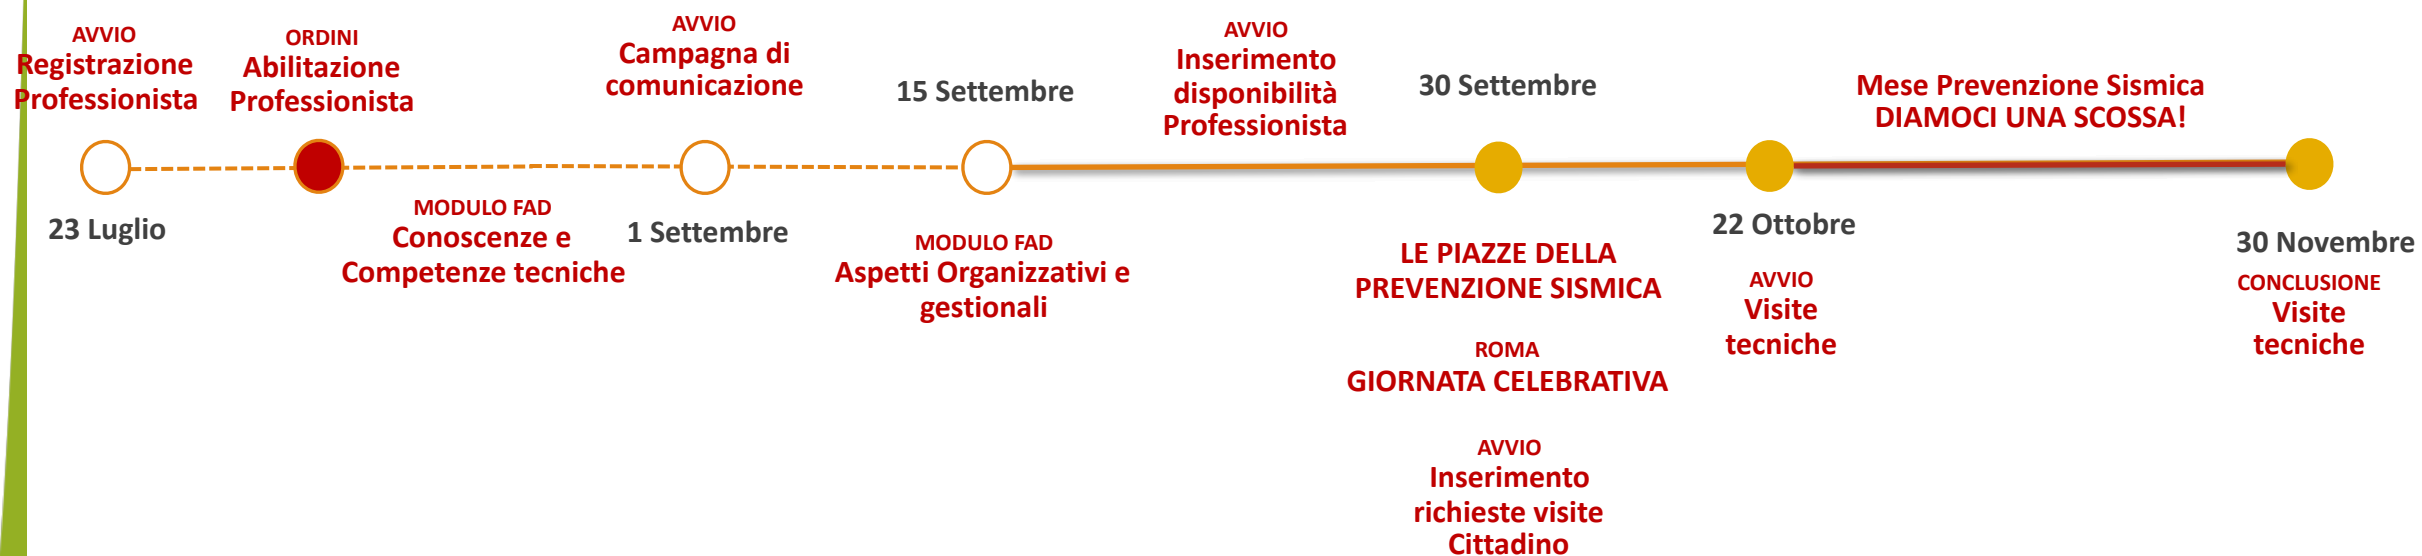 AVVIO
Registrazione
Professionista
23 Luglio
ORDINI
Abilitazione
Professionista
MODULO FAD
Conoscenze e
Competenze tecniche
AVVIO
Campagna di
comunicazione
1 Settembre
15 Settembre
MODULO FAD
Aspetti Organizzativi e
gestionali
AVVIO
Inserimento
disponibilità
Professionista
30 Settembre
LE PIAZZE DELLA
PREVENZIONE SISMICA
ROMA
GIORNATA CELEBRATIVA
AVVIO
Inserimento
richieste visite
Cittadino
22 Ottobre
AVVIO
Visite
tecniche
Mese Prevenzione Sismica
DIAMOCI UNA SCOSSA!
30 Novembre
CONCLUSIONE
Visite
tecniche